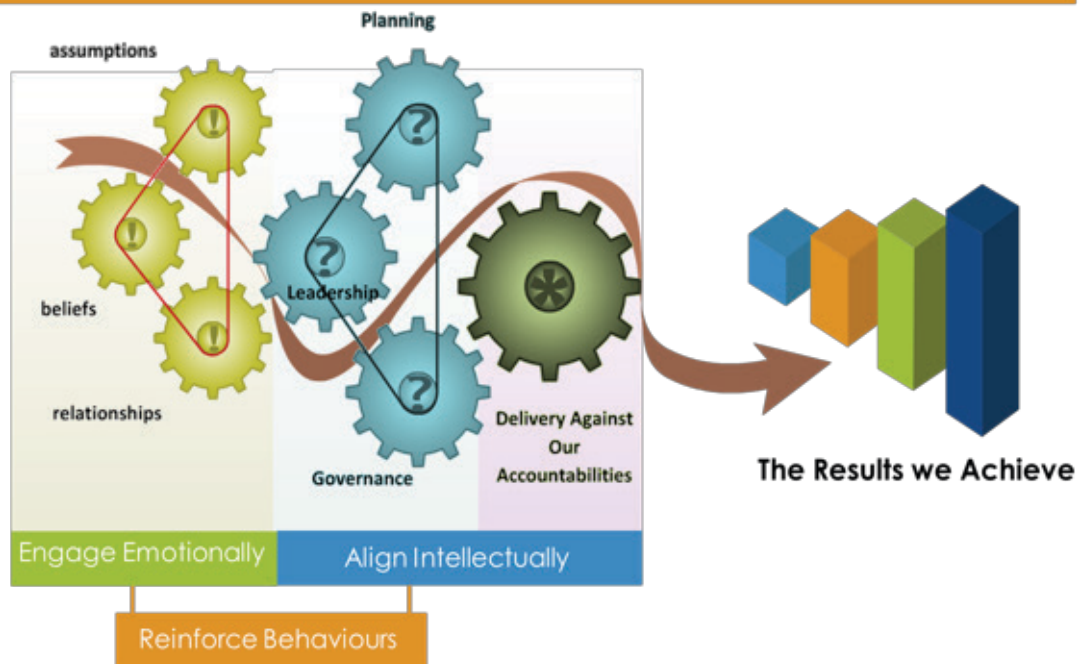 Planning
assumptions
!
?
!
?
Leadership
beliefs
!
?
*
relationships
Delivery Against
Our
Accountabilities
Governance
The Results we Achieve
Engage Emotionally
Align Intellectually
Reinforce Behaviours